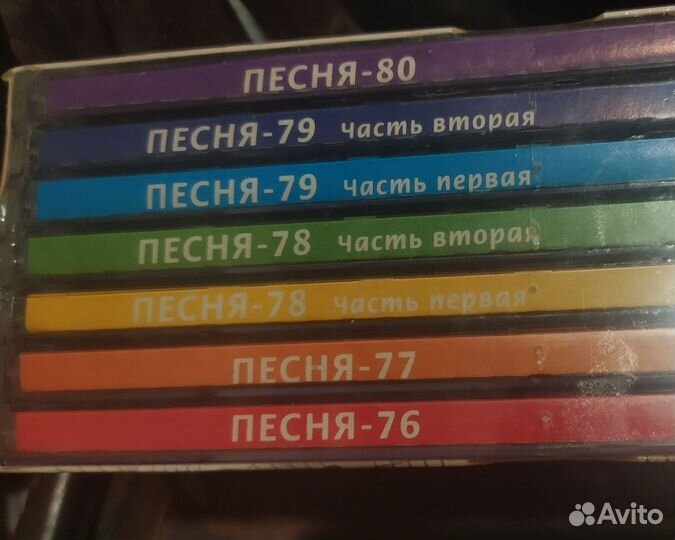 ПЕСНЯ-80
ПЕСНЯ-79 Часть вторая
ПЕСНЯ-79 Часть первая
ПЕСНЯ-78 Часть вторая
ПЕСНЯ-78 Часть первая
ПЕСНЯ-77
ПЕСНЯ-76
Avito